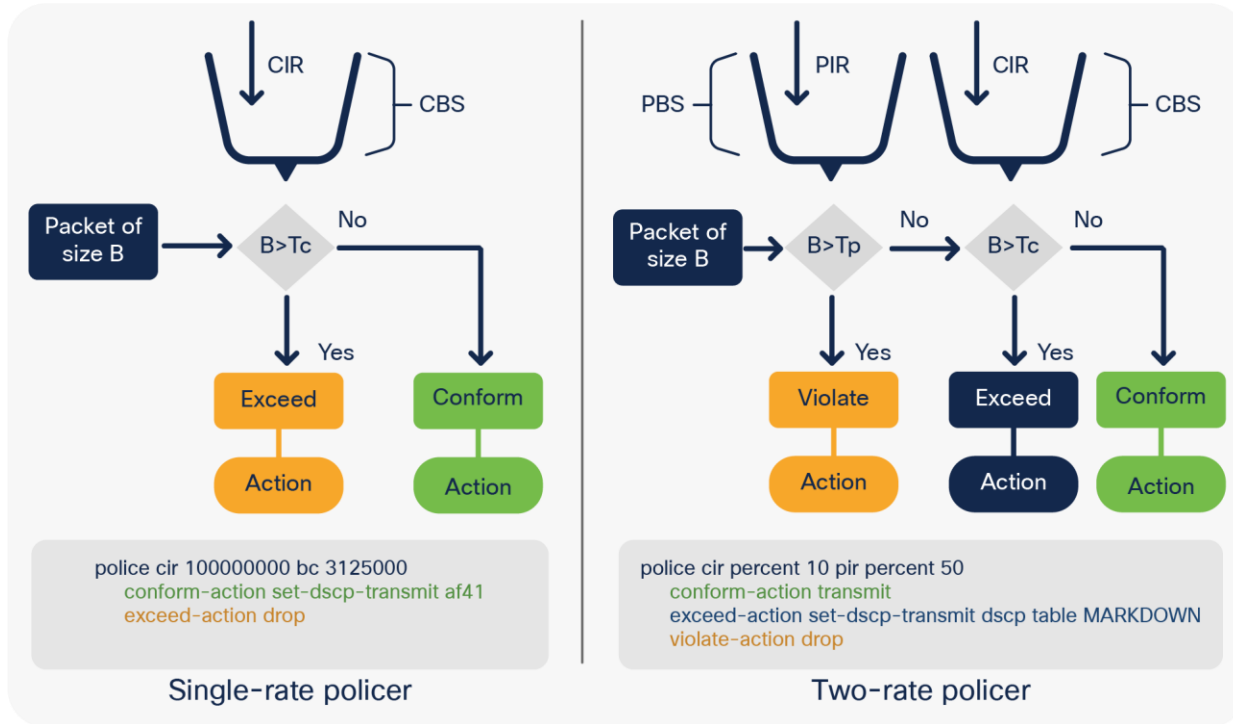 CIR
CBS
Packet of
size B
B>Tc
No
Yes
Exceed
Conform
Action
Action
police cir 100000000 bc 3125000
conform-action set-dscp-transmit af41
exceed-action drop
Single-rate policer
PBS
PIR
CIR
CBS
Packet of
size B
B>Tp
No
B>Tc
No
Yes
Yes
Violate
Exceed
Conform
Action
Action
Action
police cir percent 10 pir percent 50
conform-action transmit
exceed-action set-dscp-transmit dscp table MARKDOWN
violate-action drop
Two-rate policer